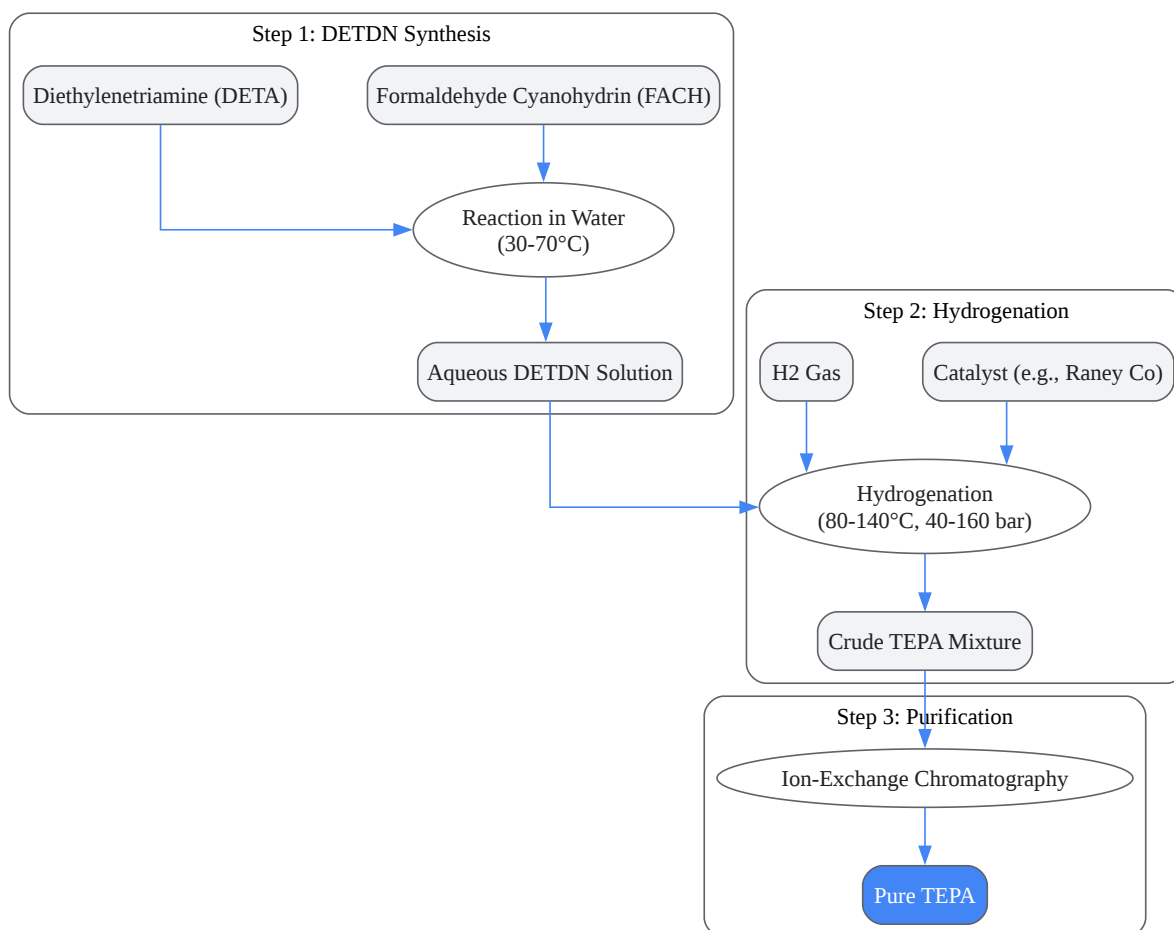 Step 1: DETDN Synthesis
Diethylenetriamine (DETA)
Formaldehyde Cyanohydrin (FACH)
Reaction in Water
(30-70°C)
Aqueous DETDN Solution
Step 2: Hydrogenation
H2 Gas
Catalyst (e.g., Raney Co)
Hydrogenation
(80-140°C, 40-160 bar)
Crude TEPA Mixture
Step 3: Purification
Ion-Exchange Chromatography
Pure TEPA